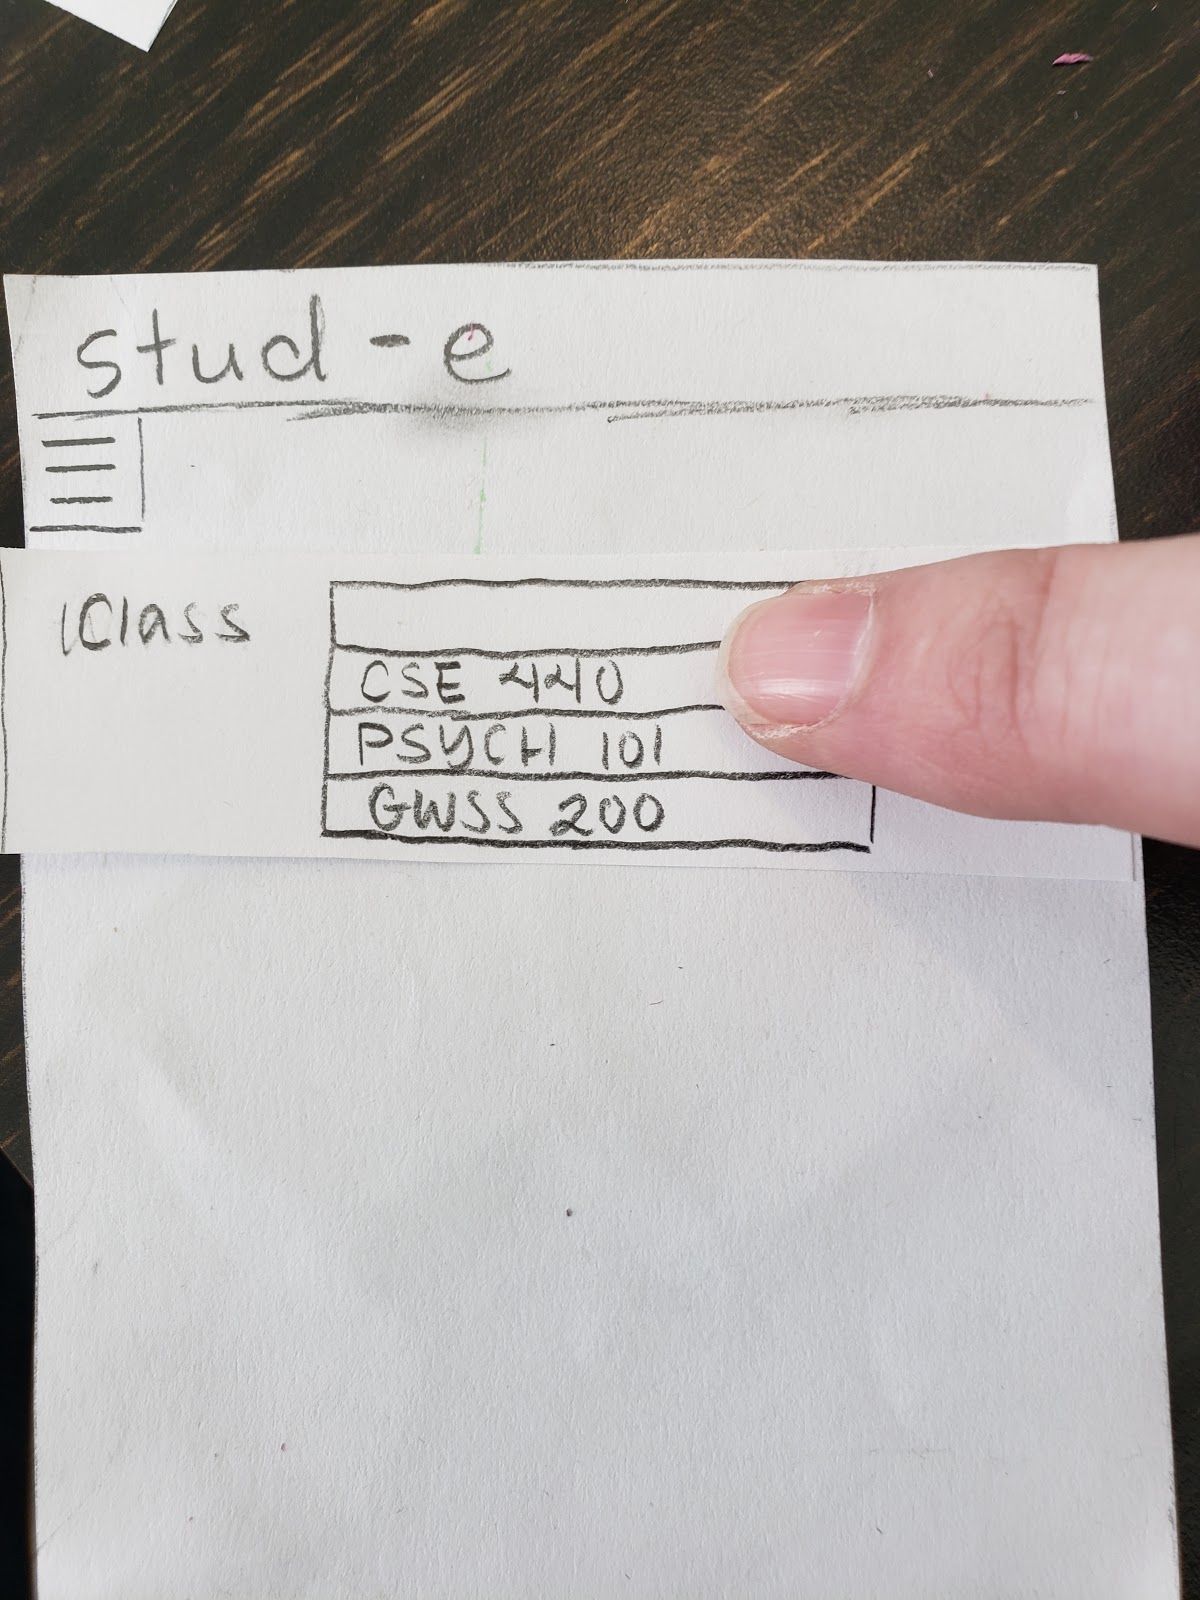 stud-e
Class
CSE 440
PSYCH 101
GWSS 200